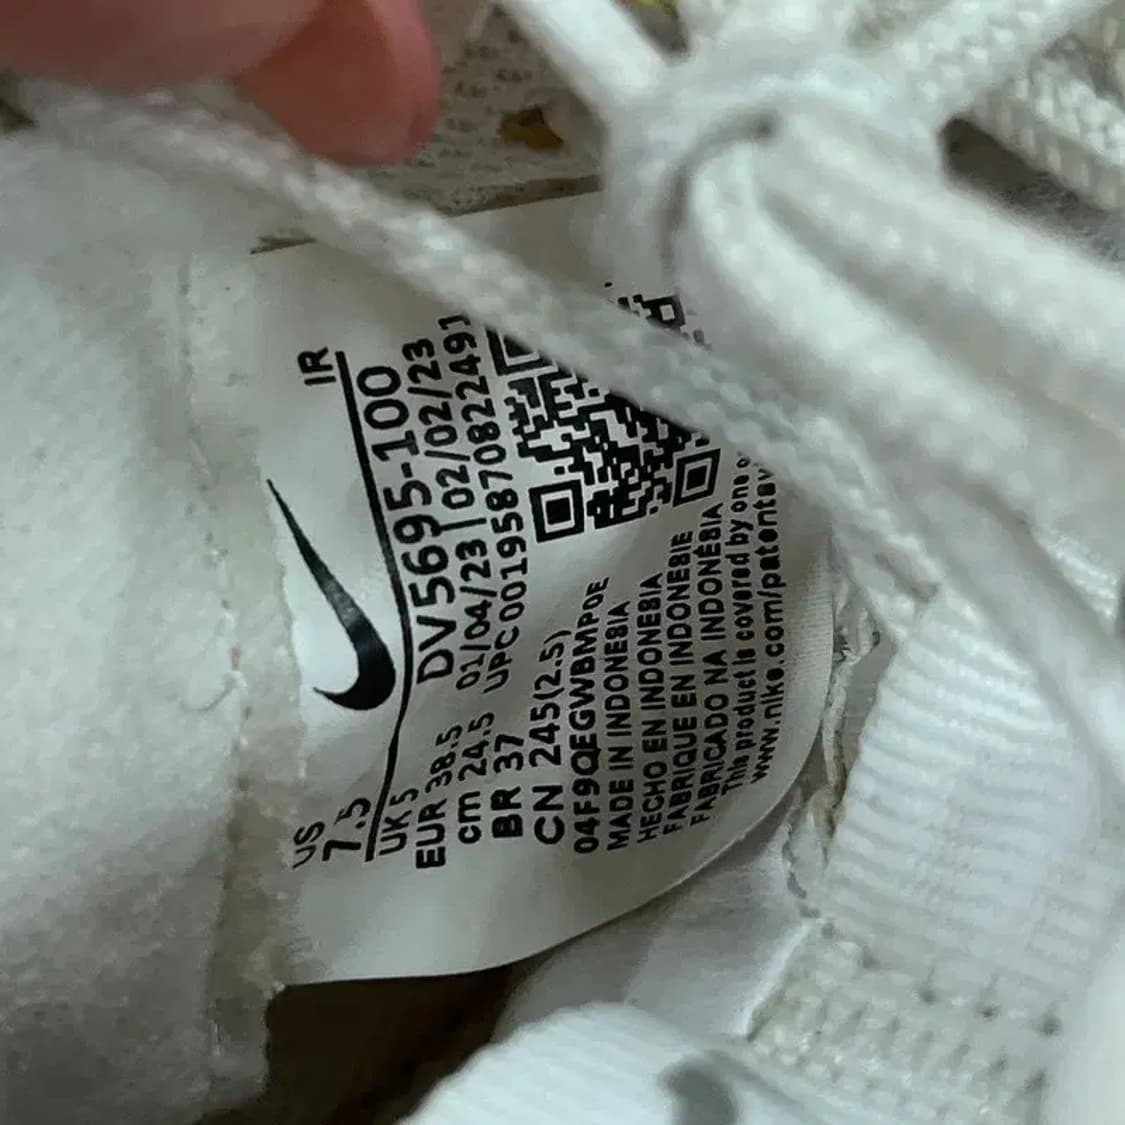 IR
DV5695-100
01/04/23 | 02/02/23
UPC 00195870822491
US
7.5
UK 5
EUR 38.5
cm 24.5
BR 37
CN 245(2.5)
04F9QEGWBMPOE
MADE IN INDONESIA
HECHO EN INDONESIA
FABRIQUE EN INDONESIE
FABRICADO NA INDONÉSIA
This product is covered by one
www.nike.com/patents